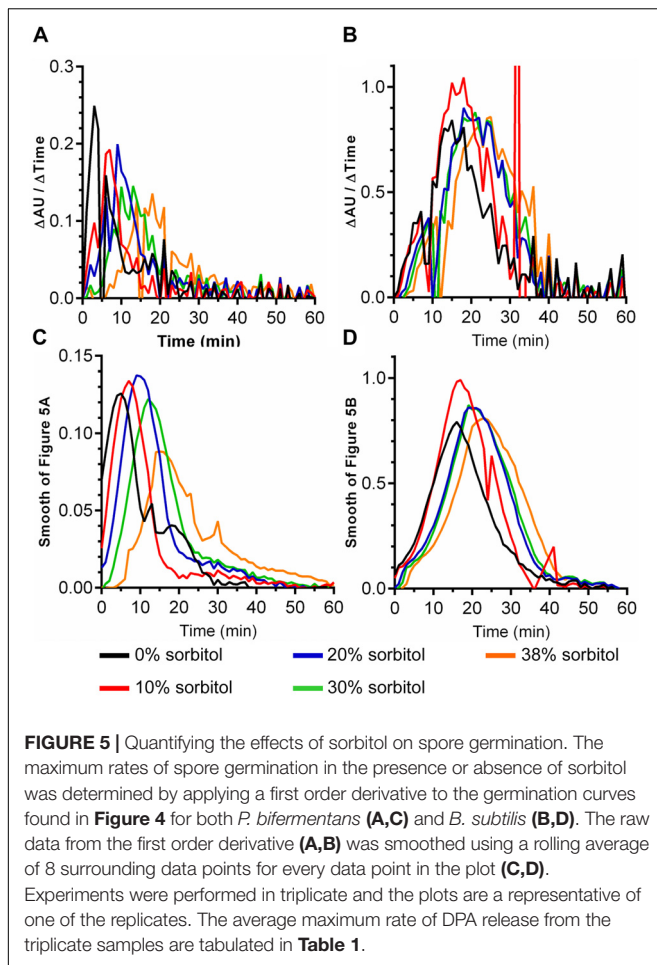 A
B
ΔAU / ΔTime
0.3
0.2
0.1
0.0
0 10 20 30 40 50 60
Time (min)
ΔAU / ΔTime
1.0
0.5
0.0
0 10 20 30 40 50 60
Time (min)
C
D
Smooth of Figure 5A
0.15
0.10
0.05
0.00
0 10 20 30 40 50 60
Time (min)
Smooth of Figure 5B
1.0
0.5
0.0
0 10 20 30 40 50 60
Time (min)
0% sorbitol 20% sorbitol 38% sorbitol
10% sorbitol 30% sorbitol
FIGURE 5 | Quantifying the effects of sorbitol on spore germination. The
maximum rates of spore germination in the presence or absence of sorbitol
was determined by applying a first order derivative to the germination curves
found in Figure 4 for both P. bifermentans (A,C) and B. subtilis (B,D). The raw
data from the first order derivative (A,B) was smoothed using a rolling average
of 8 surrounding data points for every data point in the plot (C,D).
Experiments were performed in triplicate and the plots are a representative of
one of the replicates. The average maximum rate of DPA release from the
triplicate samples are tabulated in Table 1.